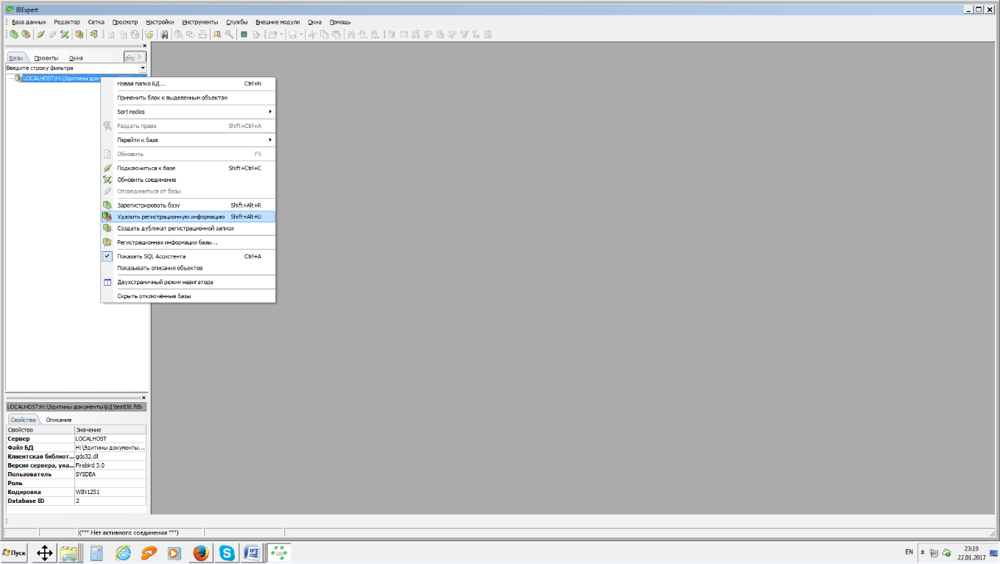 IBExpert
База данных Редактор Сетка Просмотр Настройки Инструменты Службы Внешние модули Окна Помощь
Базы Проекты Окна
Введите строку фильтра
LOCALHOST:H:\Эдитины док
Новая папка БД... Ctrl+N
Применить блок к выделенным объектам
Sort nodes
Раздать права Shift+Ctrl+A
Перейти к базе
Обновить F5
Подключиться к базе Shift+Ctrl+C
Обновить соединение
Отсоединиться от базы
Зарегистрировать базу Shift+Alt+R
Удалить регистрационную информацию Shift+Alt+U
Создать дубликат регистрационной записи
Регистрационная информация базы...
Показать SQL Ассистента Ctrl+A
Показывать описания объектов
Двухстраничный режим навигатора
Скрыть отключённые базы
LOCALHOST:H:\Эдитины документы\БД\testDB.fdb
Свойства Описание
Свойство Значение
Сервер LOCALHOST
Файл БД H:\Эдитины документы...
Клиентская библиот... gds32.dll
Версия сервера, ука... Firebird 3.0
Пользователь SYSDBA
Роль
Кодировка WIN1251
Database ID 2
(*** Нет активного соединения ***)
Пуск
EN
23:19
22.01.2017